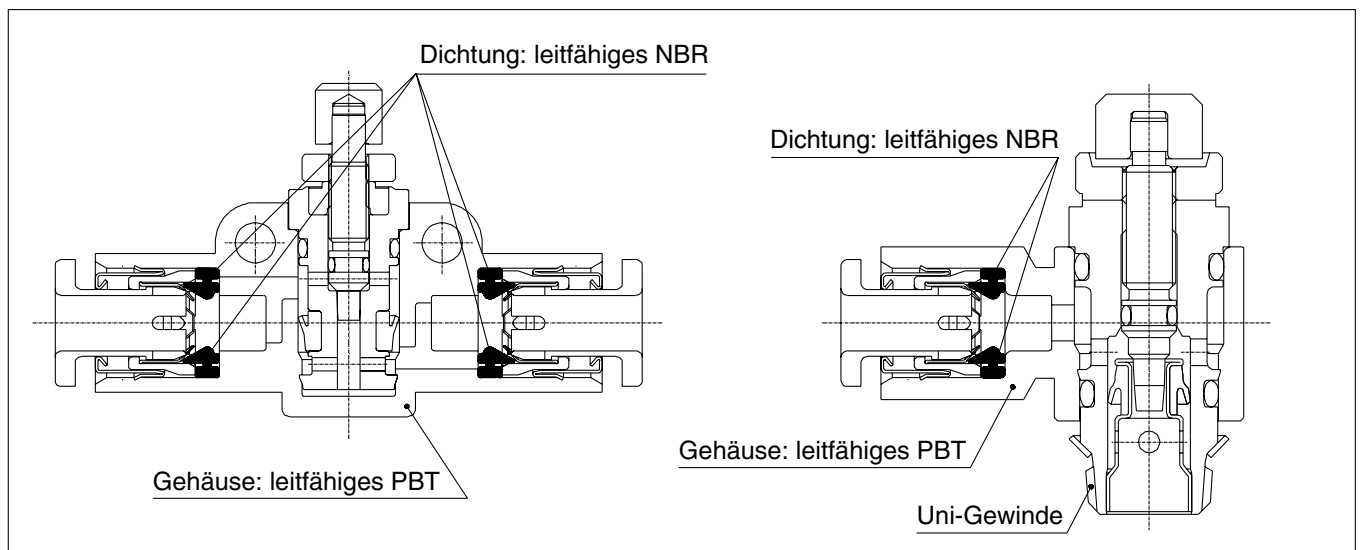 Dichtung: leitfähiges NBR
Gehäuse: leitfähiges PBT
Dichtung: leitfähiges NBR
Gehäuse: leitfähiges PBT
Uni-Gewinde